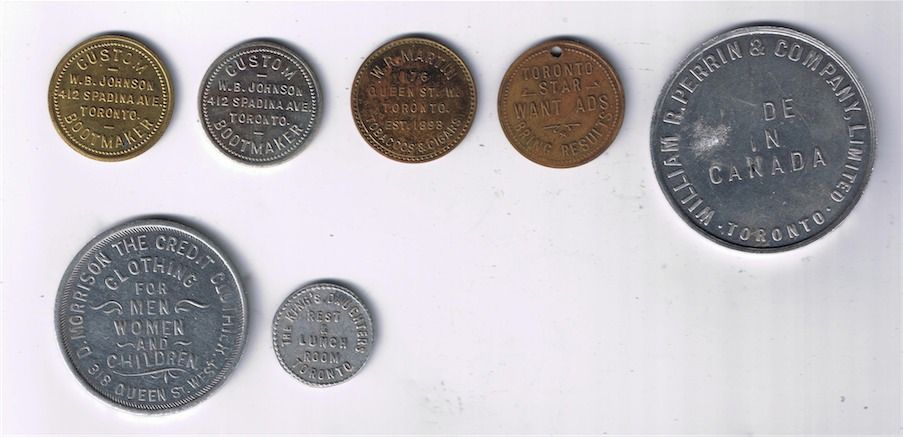 CUSTOM
W. B. JOHNSON
412 SPADINA AVE
TORONTO.
BOOTMAKER
CUSTOM
W. B. JOHNSON
412 SPADINA AVE
TORONTO.
BOOTMAKER
W. R. MARTIN
176
QUEEN ST. W.
TORONTO.
EST. 1898
TOBACCOS & CIGARS
TORONTO
STAR
WANT ADS.
BRING RESULTS
WILLIAM R. PERRIN & COMPANY, LIMITED
DE
IN
CANADA
· TORONTO ·
D. MORRISON THE CREDIT CLOTHIER
CLOTHING
FOR
MEN
WOMEN
AND
CHILDREN
318 QUEEN ST. WEST
THE KING'S DAUGHTERS
REST
&
LUNCH
ROOM
TORONTO